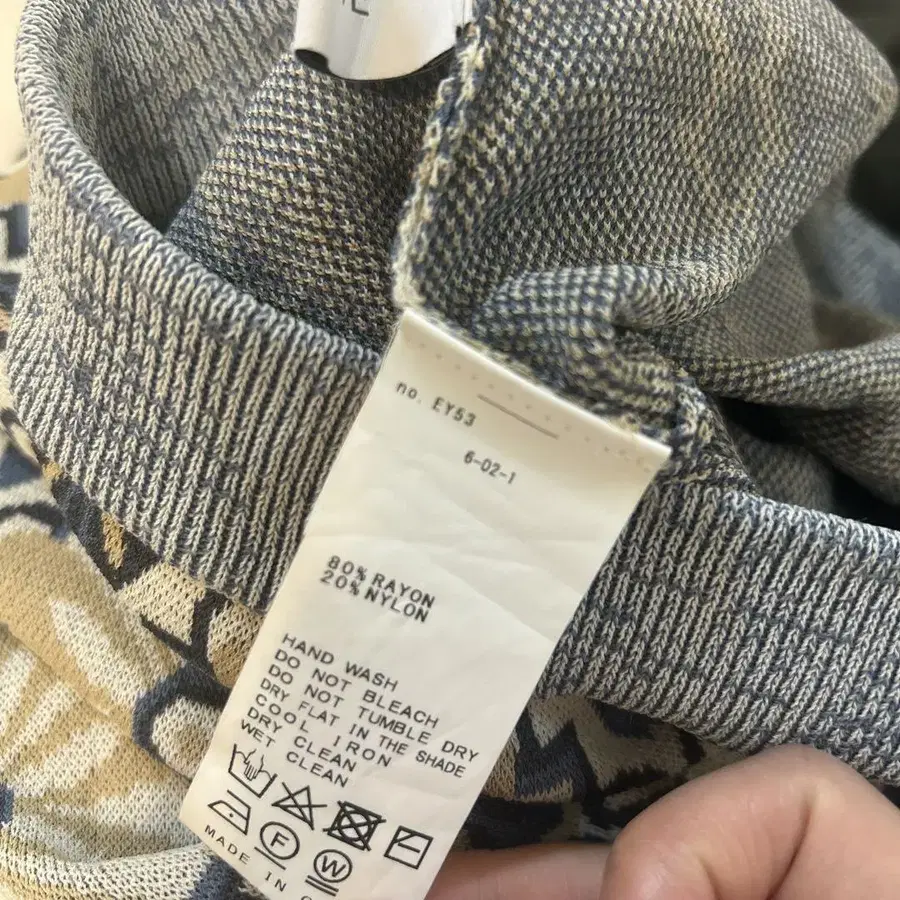 no. EY53
6-02-1
80% RAYON
20% NYLON
HAND WASH
DO NOT BLEACH
DO NOT TUMBLE DRY
DRY FLAT IN THE SHADE
COOL IRON
DRY CLEAN
WET CLEAN
F
W
MADE IN